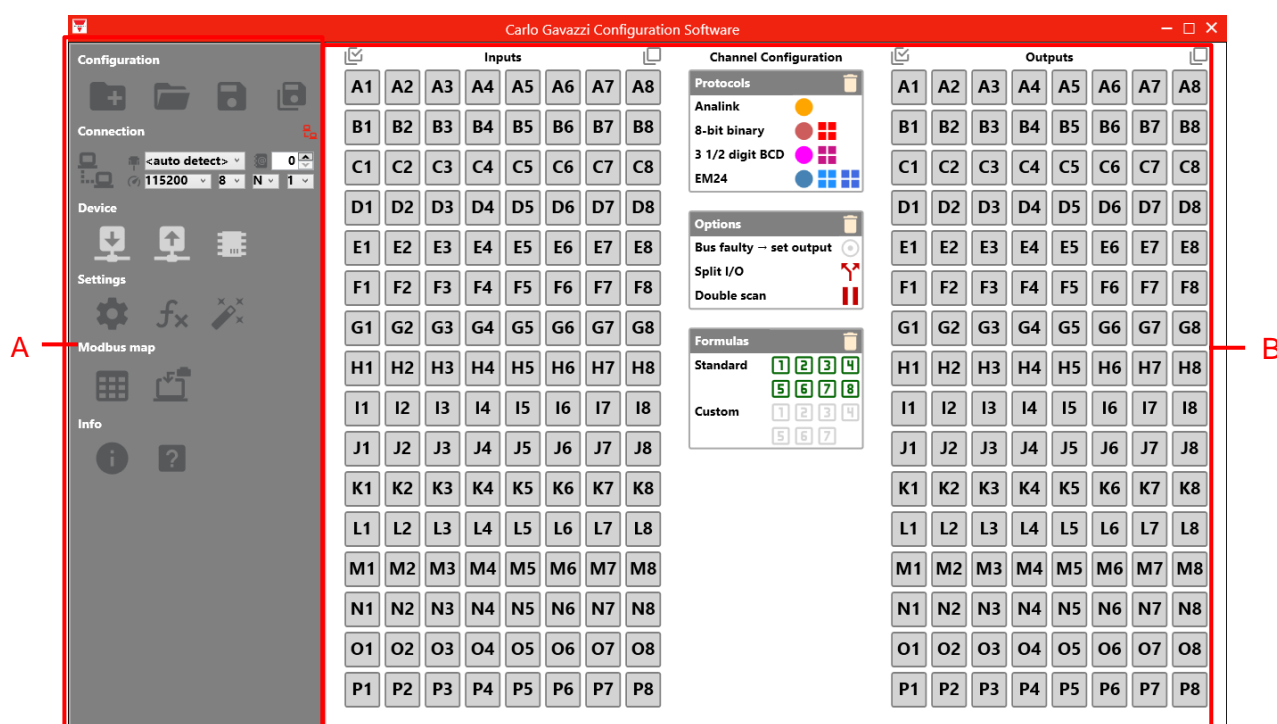 Carlo Gavazzi Configuration Software
A
B
Configuration
Connection
<auto detect> 0
115200 8 N 1
Device
Settings
fx
Modbus map
Info
i ?
Inputs
A1 A2 A3 A4 A5 A6 A7 A8
B1 B2 B3 B4 B5 B6 B7 B8
C1 C2 C3 C4 C5 C6 C7 C8
D1 D2 D3 D4 D5 D6 D7 D8
E1 E2 E3 E4 E5 E6 E7 E8
F1 F2 F3 F4 F5 F6 F7 F8
G1 G2 G3 G4 G5 G6 G7 G8
H1 H2 H3 H4 H5 H6 H7 H8
I1 I2 I3 I4 I5 I6 I7 I8
J1 J2 J3 J4 J5 J6 J7 J8
K1 K2 K3 K4 K5 K6 K7 K8
L1 L2 L3 L4 L5 L6 L7 L8
M1 M2 M3 M4 M5 M6 M7 M8
N1 N2 N3 N4 N5 N6 N7 N8
O1 O2 O3 O4 O5 O6 O7 O8
P1 P2 P3 P4 P5 P6 P7 P8
Channel Configuration
Protocols
Analink
8-bit binary
3 1/2 digit BCD
EM24
Options
Bus faulty → set output
Split I/O
Double scan
Formulas
Standard 1 2 3 4
5 6 7 8
Custom 1 2 3 4
5 6 7
Outputs
A1 A2 A3 A4 A5 A6 A7 A8
B1 B2 B3 B4 B5 B6 B7 B8
C1 C2 C3 C4 C5 C6 C7 C8
D1 D2 D3 D4 D5 D6 D7 D8
E1 E2 E3 E4 E5 E6 E7 E8
F1 F2 F3 F4 F5 F6 F7 F8
G1 G2 G3 G4 G5 G6 G7 G8
H1 H2 H3 H4 H5 H6 H7 H8
I1 I2 I3 I4 I5 I6 I7 I8
J1 J2 J3 J4 J5 J6 J7 J8
K1 K2 K3 K4 K5 K6 K7 K8
L1 L2 L3 L4 L5 L6 L7 L8
M1 M2 M3 M4 M5 M6 M7 M8
N1 N2 N3 N4 N5 N6 N7 N8
O1 O2 O3 O4 O5 O6 O7 O8
P1 P2 P3 P4 P5 P6 P7 P8